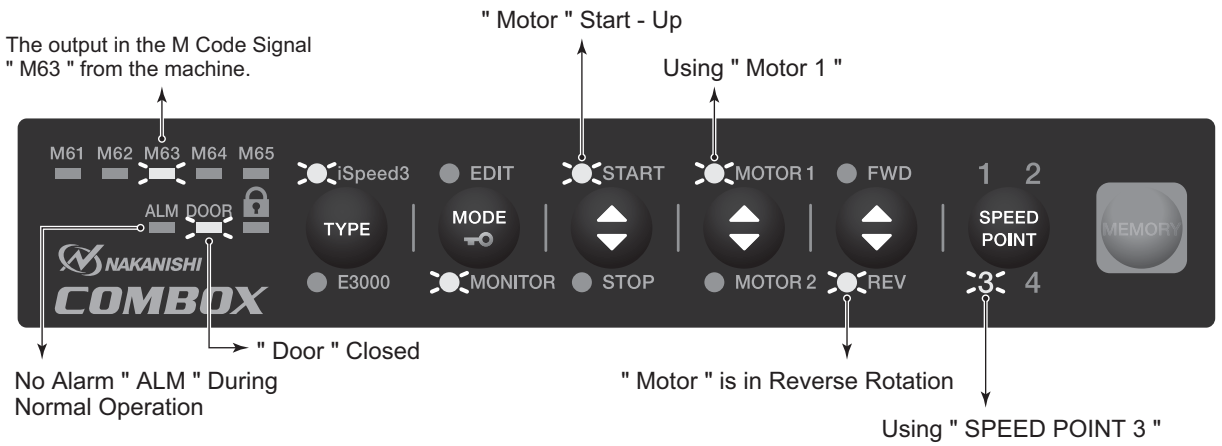 " Motor " Start - Up
The output in the M Code Signal
" M63 " from the machine.
Using " Motor 1 "
M61 M62 M63 M64 M65
iSpeed3 EDIT START MOTOR 1 FWD 1 2
ALM DOOR
TYPE MODE SPEED POINT MEMORY
NAKANISHI
COMBOX
E3000 MONITOR STOP MOTOR 2 REV 3 4
" Door " Closed
No Alarm " ALM " During
Normal Operation
" Motor " is in Reverse Rotation
Using " SPEED POINT 3 "